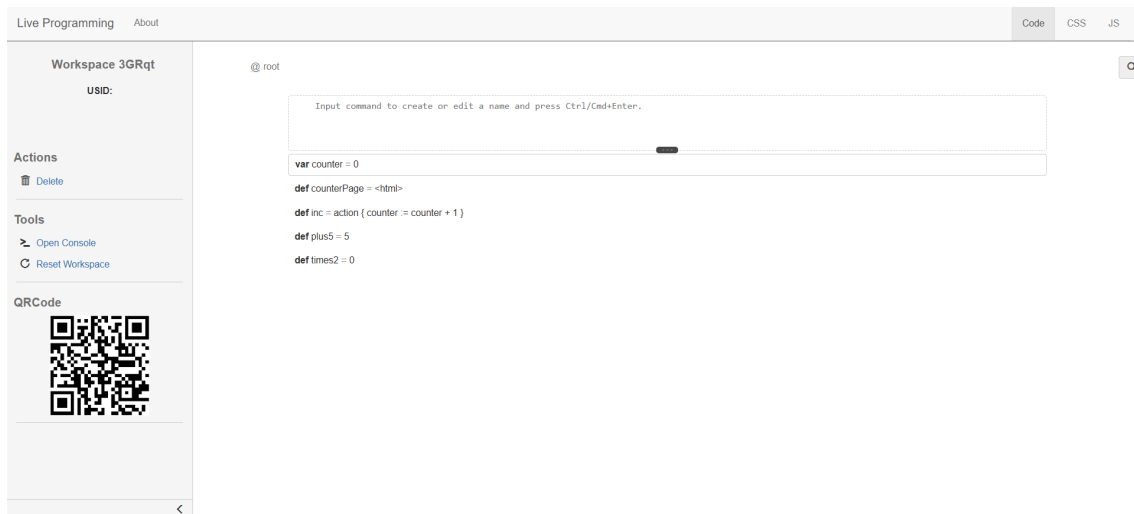 Live Programming About Code CSS JS
Workspace 3GRqt
USID:
Actions
Delete
Tools
Open Console
Reset Workspace
QRCode
@ root
Input command to create or edit a name and press Ctrl/Cmd+Enter.
var counter = 0
def counterPage = <html>
def inc = action { counter := counter + 1 }
def plus5 = 5
def times2 = 0